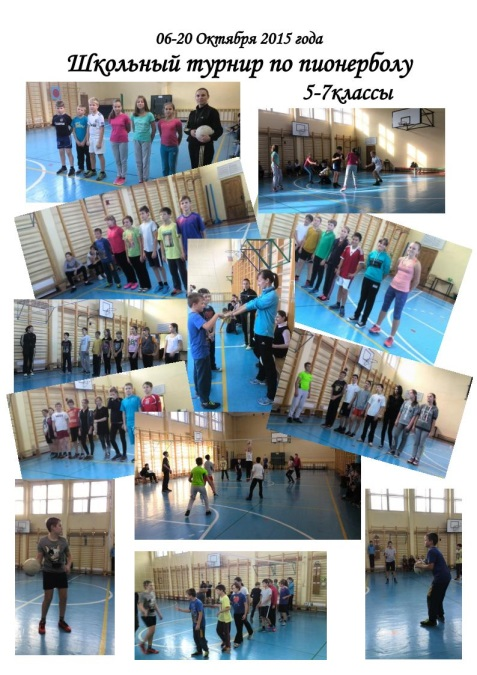 06-20 Октября 2015 года
Школьный турнир по пионерболу
5-7классы